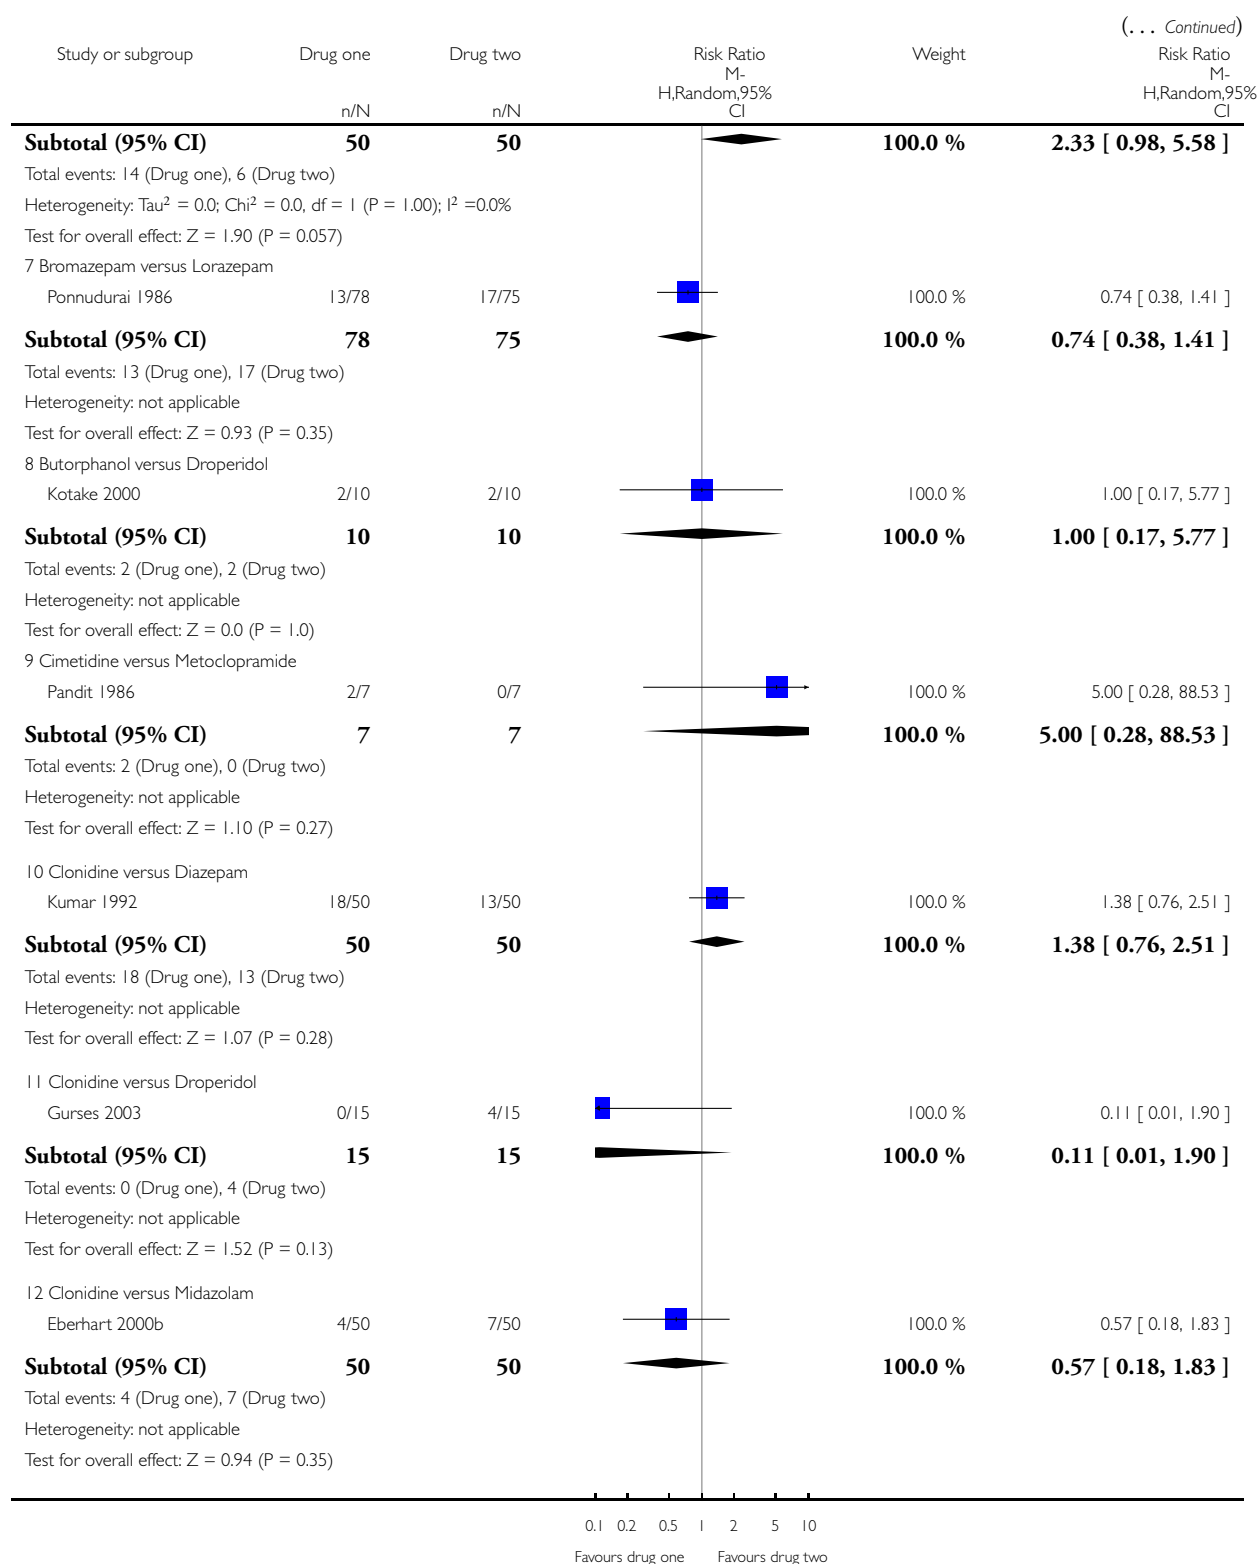 (... Continued)
Study or subgroup Drug one Drug two Risk Ratio Weight Risk Ratio
M- M-
H,Random,95% H,Random,95%
n/N n/N CI CI
Subtotal (95% CI) 50 50 100.0 % 2.33 [ 0.98, 5.58 ]
Total events: 14 (Drug one), 6 (Drug two)
Heterogeneity: Tau² = 0.0; Chi² = 0.0, df = 1 (P = 1.00); I² =0.0%
Test for overall effect: Z = 1.90 (P = 0.057)
7 Bromazepam versus Lorazepam
Ponnudurai 1986 13/78 17/75 100.0 % 0.74 [ 0.38, 1.41 ]
Subtotal (95% CI) 78 75 100.0 % 0.74 [ 0.38, 1.41 ]
Total events: 13 (Drug one), 17 (Drug two)
Heterogeneity: not applicable
Test for overall effect: Z = 0.93 (P = 0.35)
8 Butorphanol versus Droperidol
Kotake 2000 2/10 2/10 100.0 % 1.00 [ 0.17, 5.77 ]
Subtotal (95% CI) 10 10 100.0 % 1.00 [ 0.17, 5.77 ]
Total events: 2 (Drug one), 2 (Drug two)
Heterogeneity: not applicable
Test for overall effect: Z = 0.0 (P = 1.0)
9 Cimetidine versus Metoclopramide
Pandit 1986 2/7 0/7 100.0 % 5.00 [ 0.28, 88.53 ]
Subtotal (95% CI) 7 7 100.0 % 5.00 [ 0.28, 88.53 ]
Total events: 2 (Drug one), 0 (Drug two)
Heterogeneity: not applicable
Test for overall effect: Z = 1.10 (P = 0.27)
10 Clonidine versus Diazepam
Kumar 1992 18/50 13/50 100.0 % 1.38 [ 0.76, 2.51 ]
Subtotal (95% CI) 50 50 100.0 % 1.38 [ 0.76, 2.51 ]
Total events: 18 (Drug one), 13 (Drug two)
Heterogeneity: not applicable
Test for overall effect: Z = 1.07 (P = 0.28)
11 Clonidine versus Droperidol
Gurses 2003 0/15 4/15 100.0 % 0.11 [ 0.01, 1.90 ]
Subtotal (95% CI) 15 15 100.0 % 0.11 [ 0.01, 1.90 ]
Total events: 0 (Drug one), 4 (Drug two)
Heterogeneity: not applicable
Test for overall effect: Z = 1.52 (P = 0.13)
12 Clonidine versus Midazolam
Eberhart 2000b 4/50 7/50 100.0 % 0.57 [ 0.18, 1.83 ]
Subtotal (95% CI) 50 50 100.0 % 0.57 [ 0.18, 1.83 ]
Total events: 4 (Drug one), 7 (Drug two)
Heterogeneity: not applicable
Test for overall effect: Z = 0.94 (P = 0.35)
0.1 0.2 0.5 1 2 5 10
Favours drug one Favours drug two